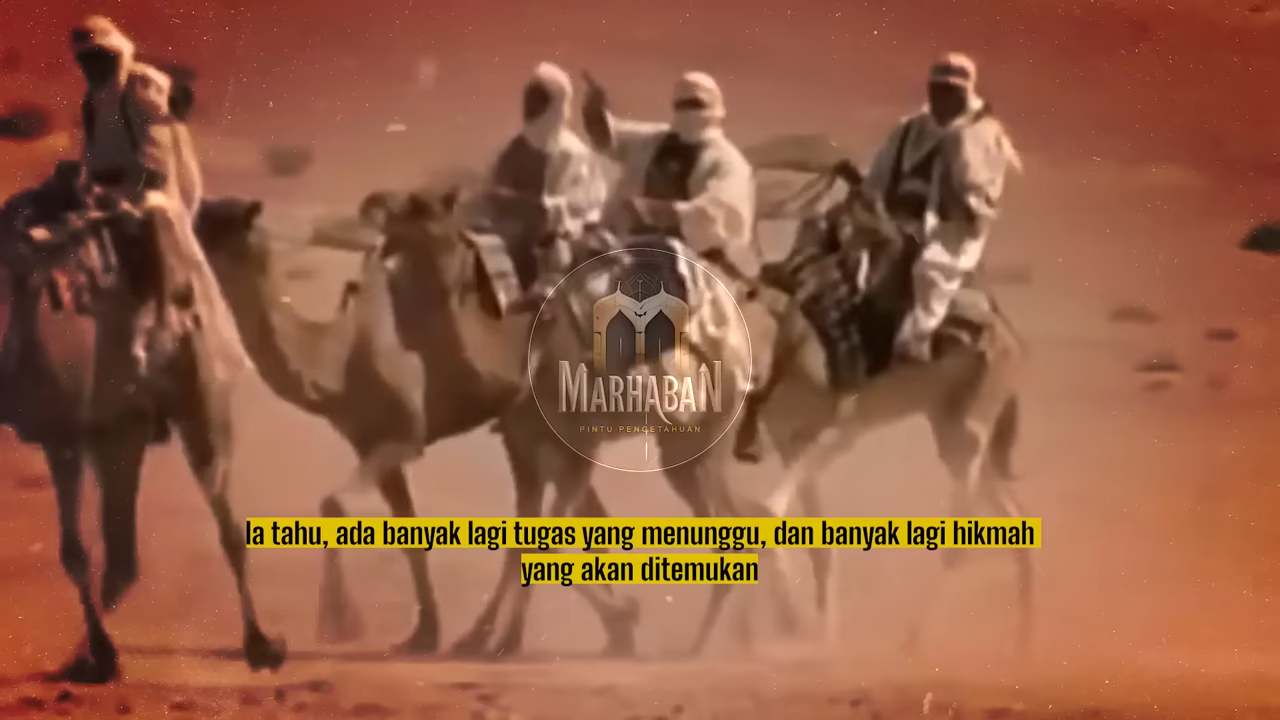 MARHABAN
PINTU PENGETAHUAN
Ia tahu, ada banyak lagi tugas yang menunggu, dan banyak lagi hikmah
yang akan ditemukan